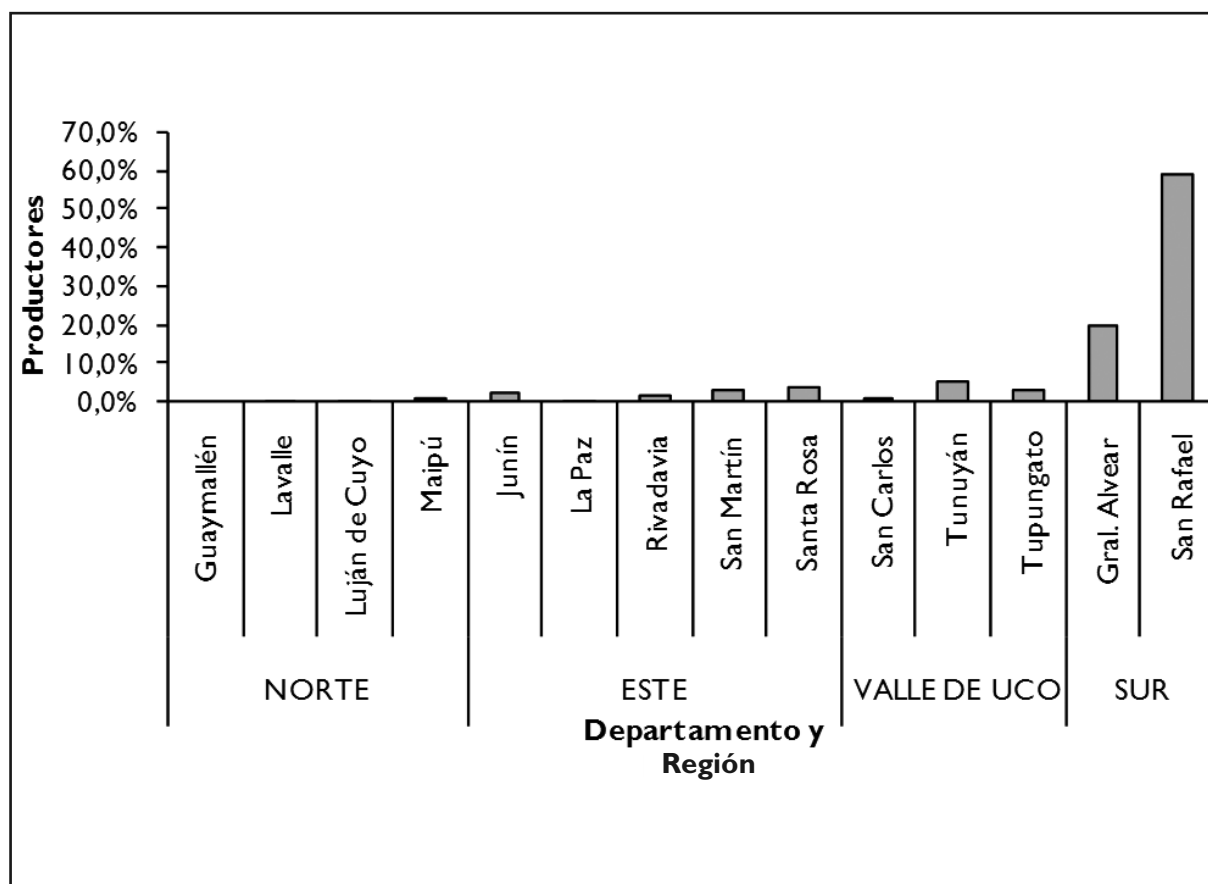 Productores
70,0%
60,0%
50,0%
40,0%
30,0%
20,0%
10,0%
0,0%
Guaymallén
Lavalle
Luján de Cuyo
Maipú
Junín
La Paz
Rivadavia
San Martín
Santa Rosa
San Carlos
Tunuyán
Tupungato
Gral. Alvear
San Rafael
NORTE
ESTE
VALLE DE UCO
SUR
Departamento y
Región